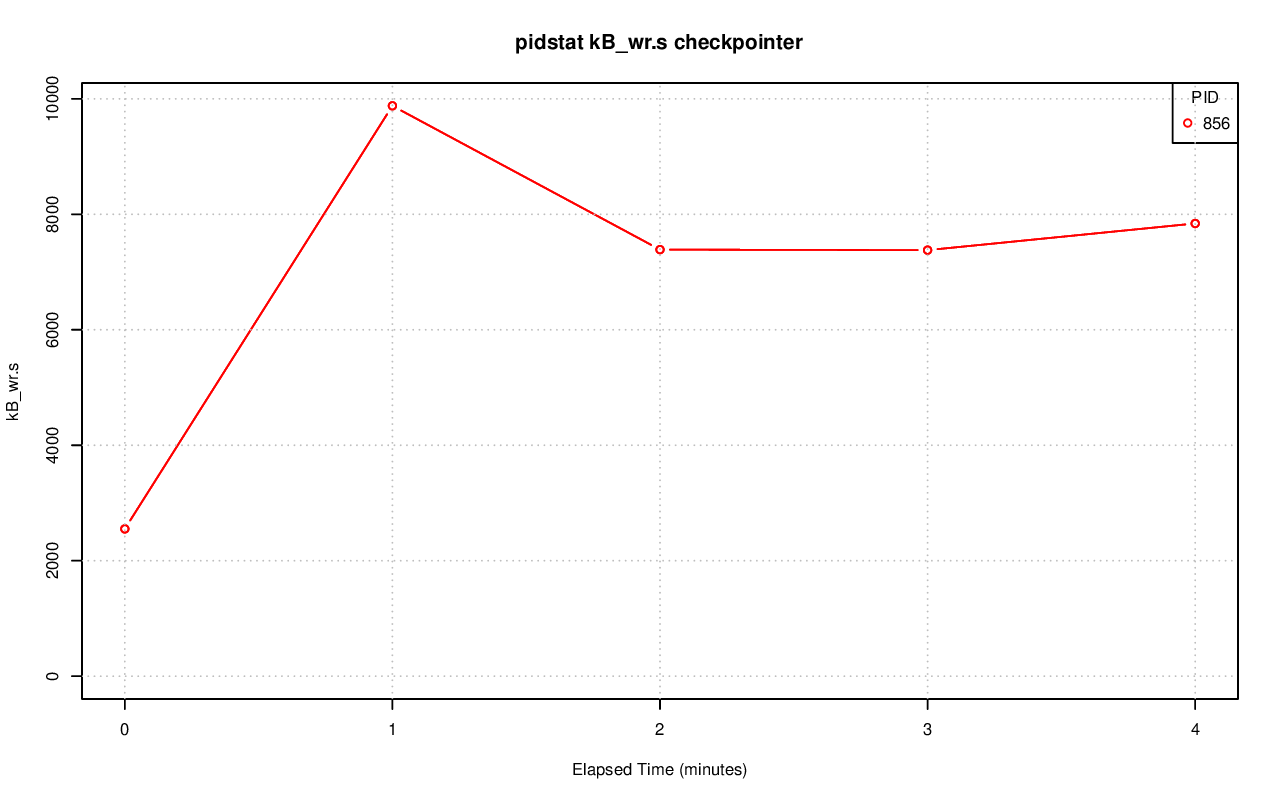 pidstat kB_wr.s checkpointer
PID
856
kB_wr.s
10000
8000
6000
4000
2000
0
0 1 2 3 4
Elapsed Time (minutes)